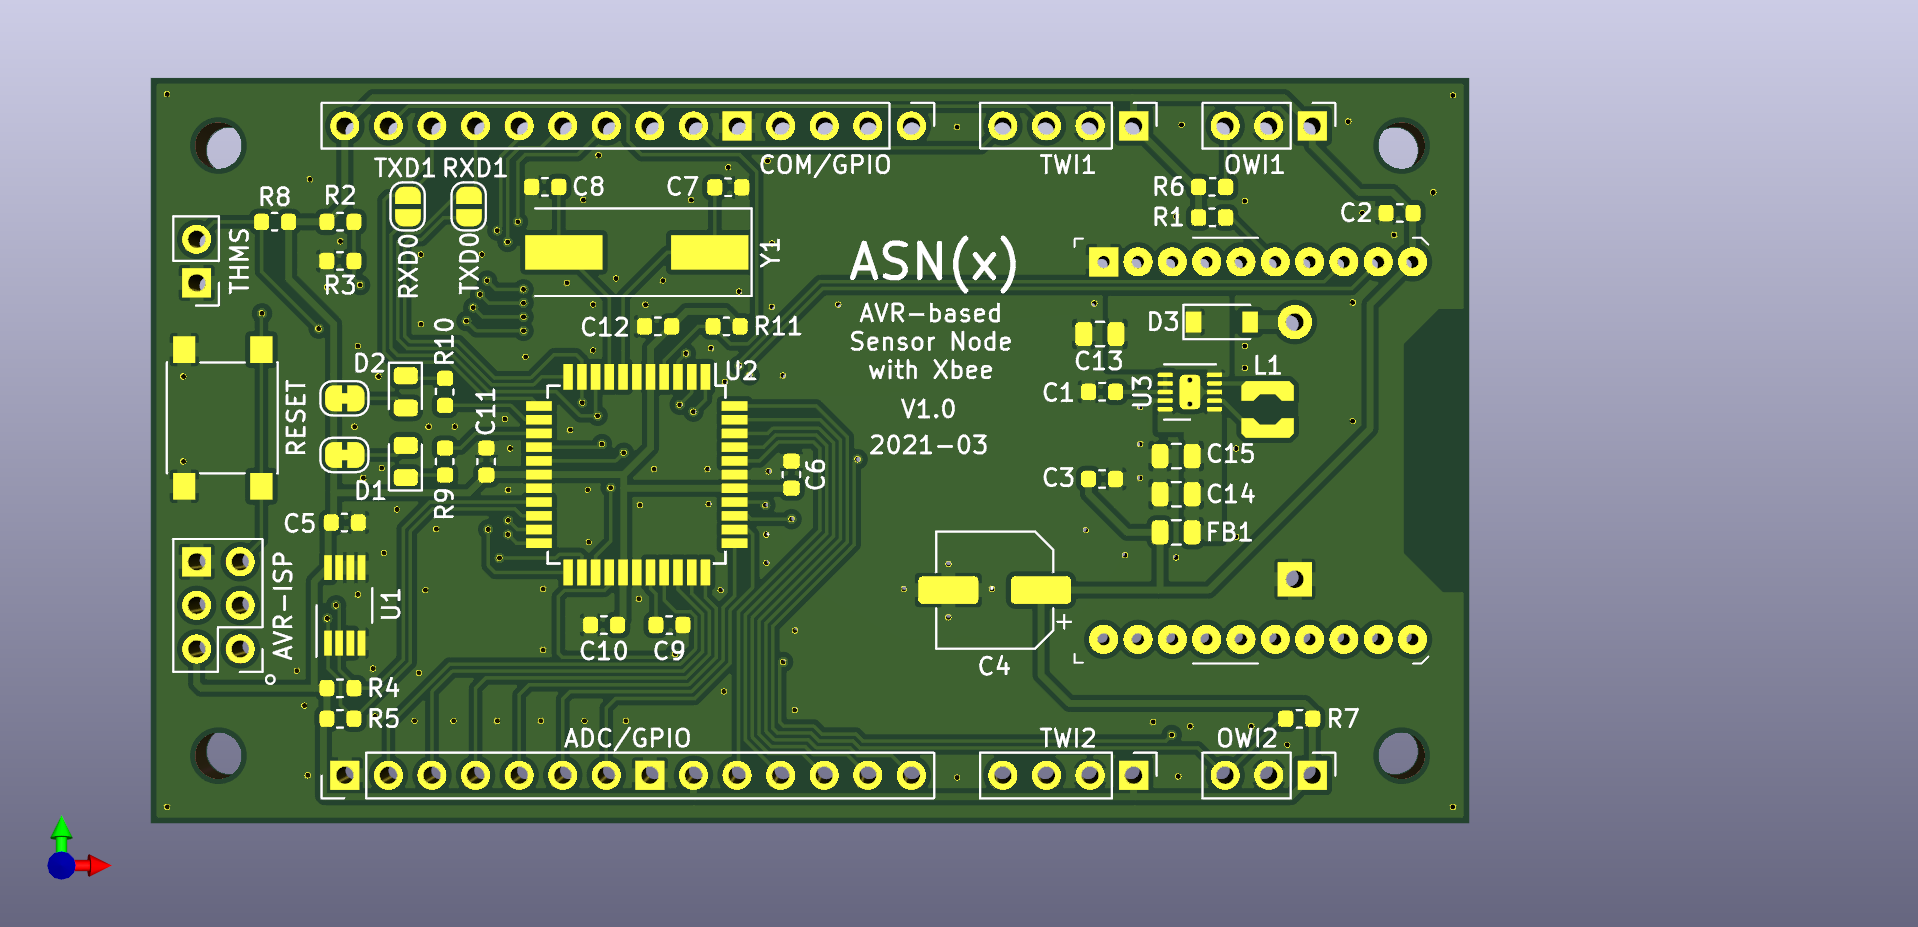 COM/GPIO
TWI1
OWI1
TXD1
RXD1
R8
R2
C8
C7
R6
R1
C2
THMS
R3
RXD0
TXD0
Y1
ASN(x)
AVR-based
Sensor Node
with Xbee
V1.0
2021-03
C12
R11
D3
R10
D2
U2
C13
L1
C1
U3
RESET
C11
C15
C6
C3
C14
D1
R9
C5
FB1
AVR-ISP
U1
+
C10
C9
C4
R4
R5
R7
ADC/GPIO
TWI2
OWI2